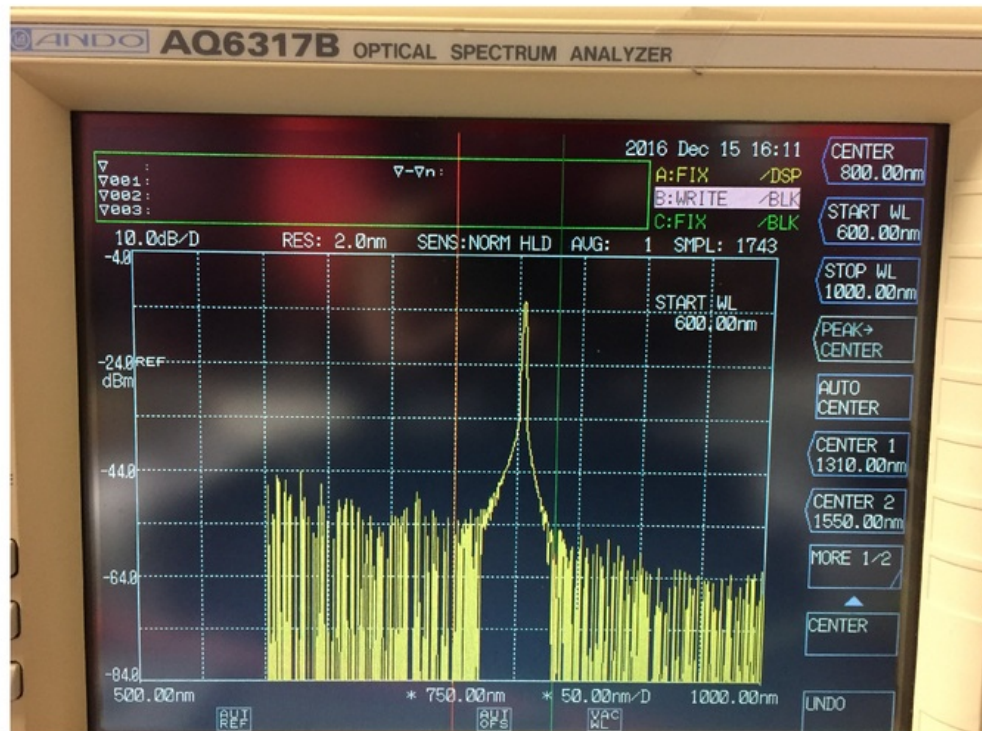 ANDO AQ6317B OPTICAL SPECTRUM ANALYZER
2016 Dec 15 16:11
∇ :
∇001:
∇002:
∇003:
∇-∇n:
A:FIX /DSP
B:WRITE /BLK
C:FIX /BLK
10.0dB/D RES: 2.0nm SENS:NORM HLD AVG: 1 SMPL: 1743
-4.0
START WL
600.00nm
-24.0 REF
dBm
-44.0
-64.0
-84.0
500.00nm * 750.00nm * 50.00nm/D 1000.00nm
AUT
REF
AUT
OFS
VAC
WL
CENTER
800.00nm
START WL
600.00nm
STOP WL
1000.00nm
PEAK→
CENTER
AUTO
CENTER
CENTER 1
1310.00nm
CENTER 2
1550.00nm
MORE 1/2
CENTER
UNDO